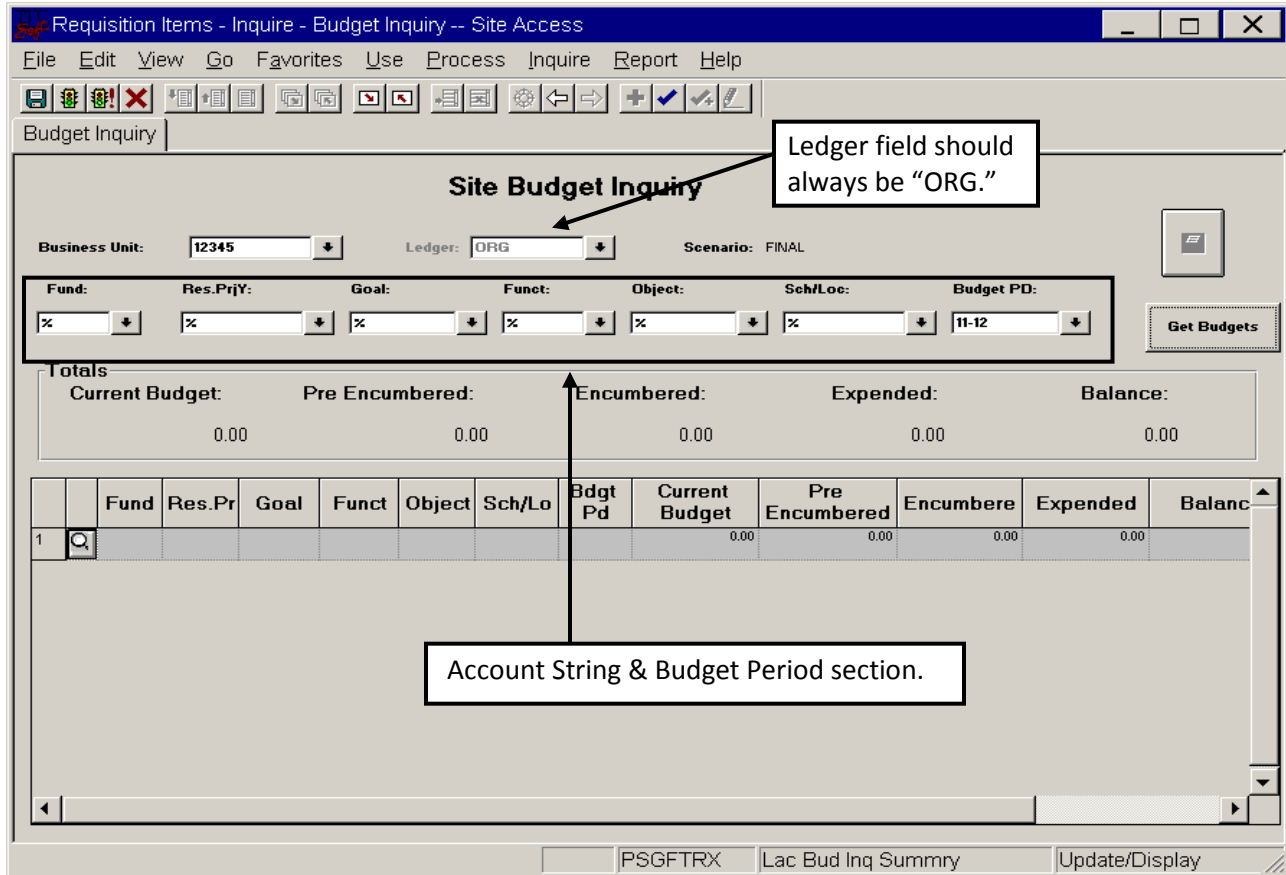 Requisition Items - Inquire - Budget Inquiry -- Site Access
File Edit View Go Favorites Use Process Inquire Report Help
Budget Inquiry
Ledger field should
always be “ORG.”
Site Budget Inquiry
Business Unit: 12345 Ledger: ORG Scenario: FINAL
Fund: Res.PrjY: Goal: Funct: Object: Sch/Loc: Budget PD:
% % % % % % 11-12
Get Budgets
Totals
Current Budget: Pre Encumbered: Encumbered: Expended: Balance:
0.00 0.00 0.00 0.00 0.00
Fund Res.Pr Goal Funct Object Sch/Lo Bdgt Pd Current Budget Pre Encumbered Encumbere Expended Balanc
1 0.00 0.00 0.00 0.00
Account String & Budget Period section.
PSGFTRX Lac Bud Inq Summry Update/Display